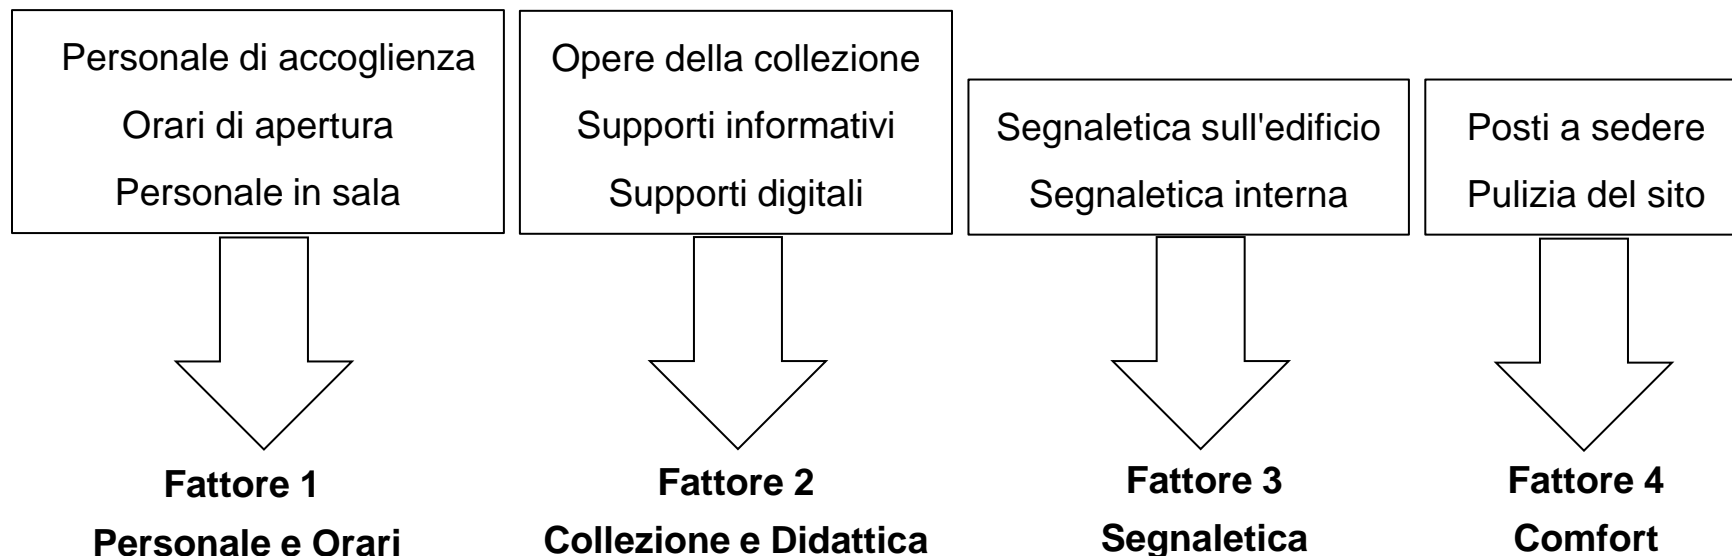 Personale di accoglienza
Orari di apertura
Personale in sala
Opere della collezione
Supporti informativi
Supporti digitali
Segnaletica sull'edificio
Segnaletica interna
Posti a sedere
Pulizia del sito
Fattore 1
Personale e Orari
Fattore 2
Collezione e Didattica
Fattore 3
Segnaletica
Fattore 4
Comfort